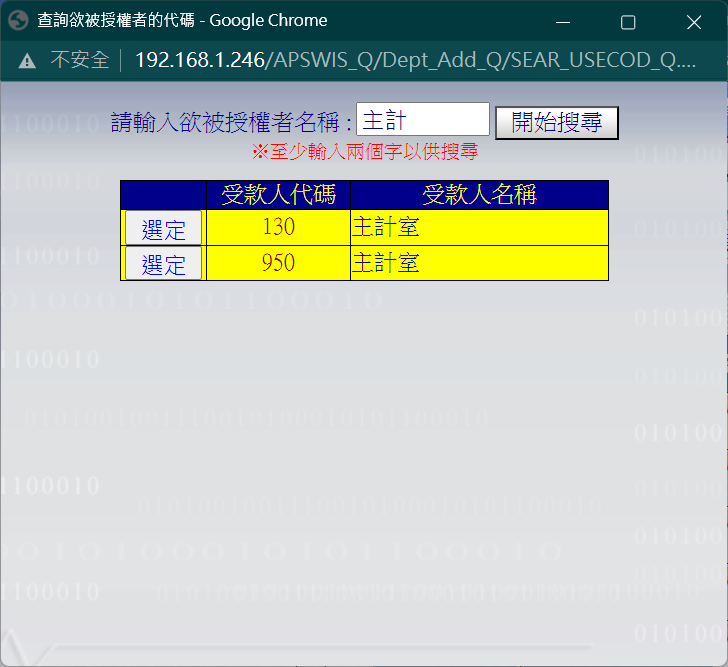 查詢欲被授權者的代碼 - Google Chrome
不安全 192.168.1.246/APSWIS_Q/Dept_Add_Q/SEAR_USECOD_Q....
請輸入欲被授權者名稱 : 主計 開始搜尋
※至少輸入兩個字以供搜尋
受款人代碼 受款人名稱
選定 130 主計室
選定 950 主計室